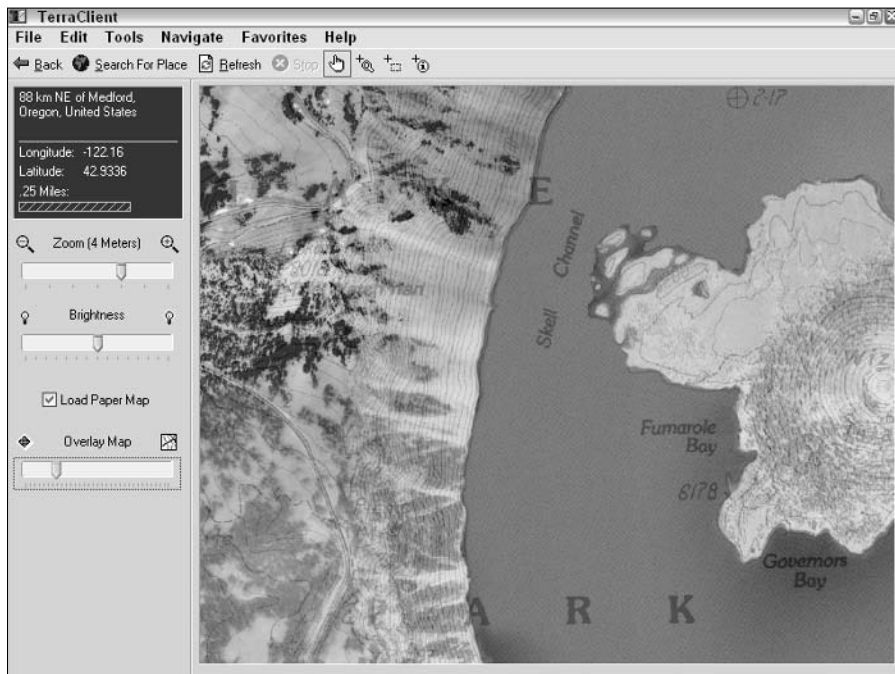 TerraClient
File Edit Tools Navigate Favorites Help
Back Search For Place Refresh Stop
88 km NE of Medford,
Oregon, United States
Longitude: -122.16
Latitude: 42.9336
.25 Miles:
Zoom (4 Meters)
Brightness
Load Paper Map
Overlay Map
2-17
K E
Skell Channel
Fumarole
Bay
6178
Governors
Bay
P A R K